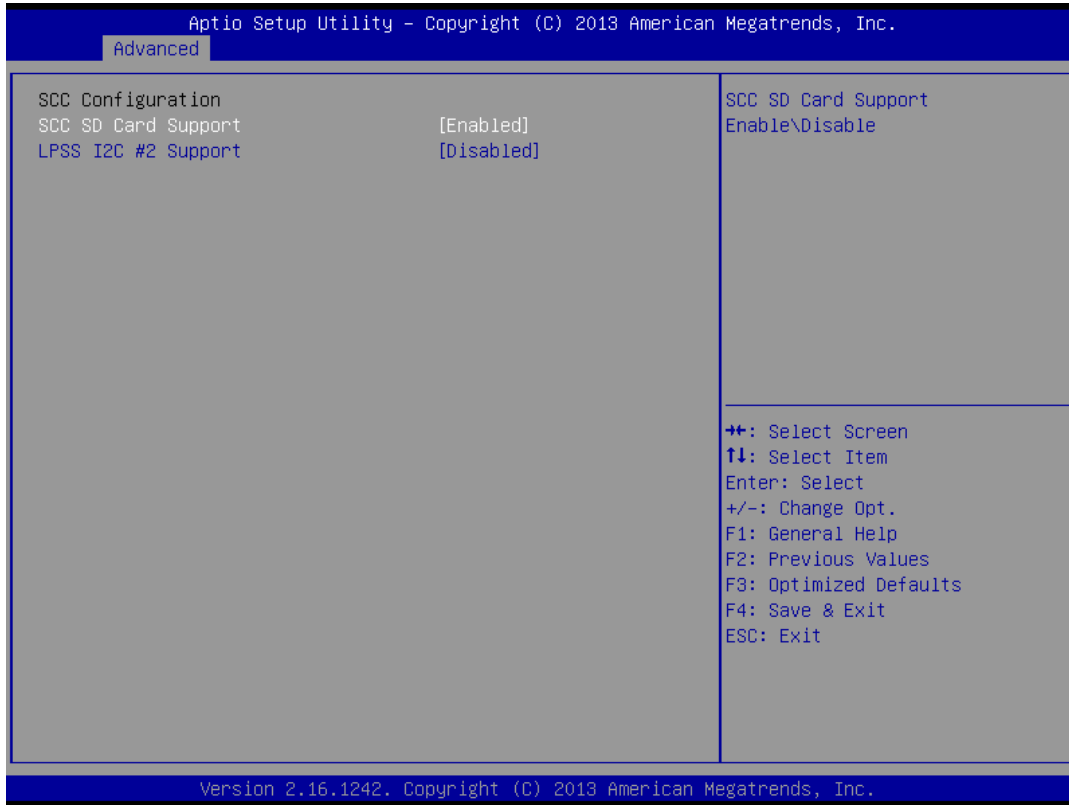 Aptio Setup Utility – Copyright (C) 2013 American Megatrends, Inc.
Advanced
SCC Configuration
SCC SD Card Support [Enabled]
LPSS I2C #2 Support [Disabled]
SCC SD Card Support
Enable\Disable
→←: Select Screen
↑↓: Select Item
Enter: Select
+/-: Change Opt.
F1: General Help
F2: Previous Values
F3: Optimized Defaults
F4: Save & Exit
ESC: Exit
Version 2.16.1242. Copyright (C) 2013 American Megatrends, Inc.